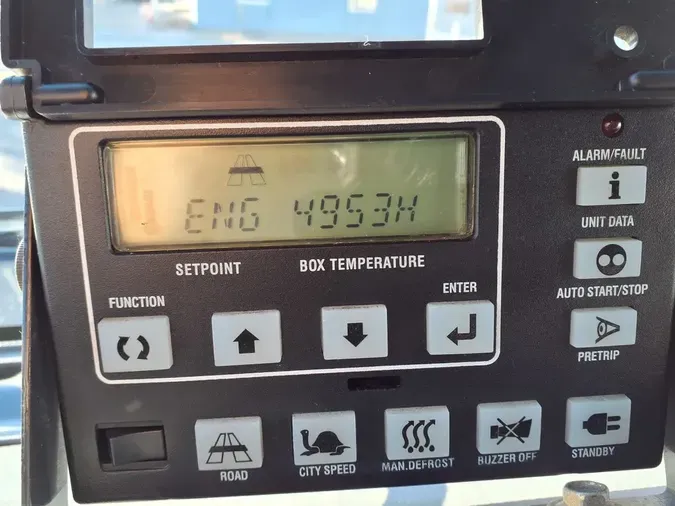 ENG 4953H
SETPOINT BOX TEMPERATURE
FUNCTION
ENTER
ALARM/FAULT
i
UNIT DATA
AUTO START/STOP
PRETRIP
ROAD
CITY SPEED
MAN.DEFROST
BUZZER OFF
STANDBY